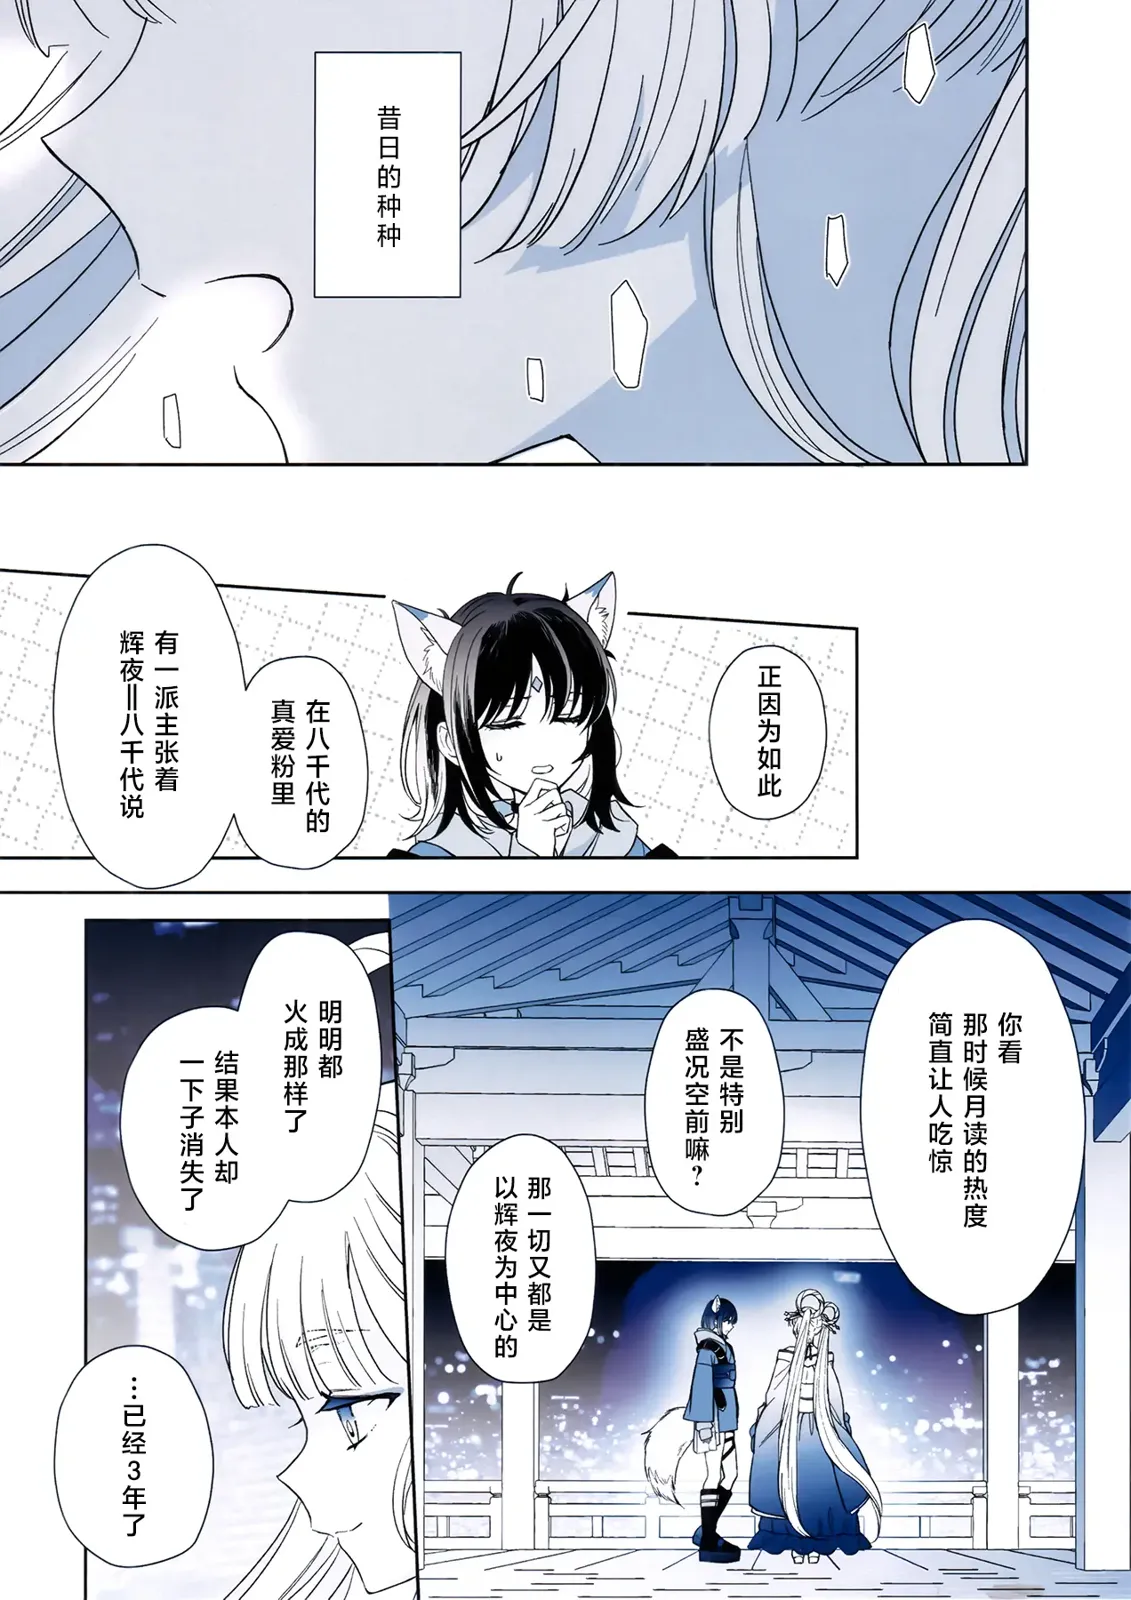 昔日的种种
正因为如此
在八千代的
真爱粉里
有一派主张着
辉夜=八千代说
你看
那时候月读的热度
简直让人吃惊
不是特别
盛况空前嘛?
那一切又都是
以辉夜为中心的
明明都
火成那样了
结果本人却
一下子消失了
…已经3年了